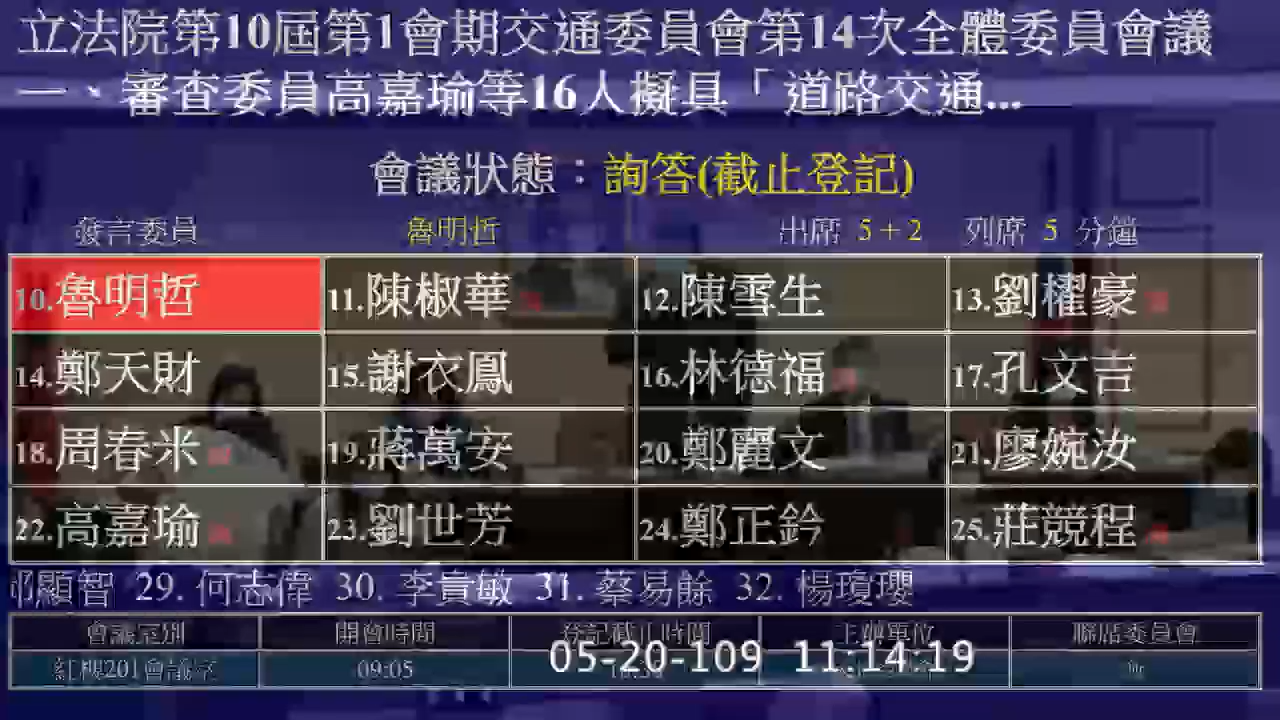 立法院第10屆第1會期交通委員會第14次全體委員會議
一、審查委員高嘉瑜等16人擬具「道路交通...
會議狀態：詢答(截止登記)
發言委員 魯明哲 出席 5+2 列席 5 分鐘
10.魯明哲 11.陳椒華 12.陳雪生 13.劉櫂豪
14.鄭天財 15.謝衣鳳 16.林德福 17.孔文吉
18.周春米 19.蔣萬安 20.鄭麗文 21.廖婉汝
22.高嘉瑜 23.劉世芳 24.鄭正鈐 25.莊競程
顯智 29. 何志偉 30. 李貴敏 31. 蔡易餘 32. 楊瓊瓔
會議室別 開會時間 登記截止時間 主辦單位 聯席委員會
紅樓201會議室 09:05
05-20-109 11:14:19